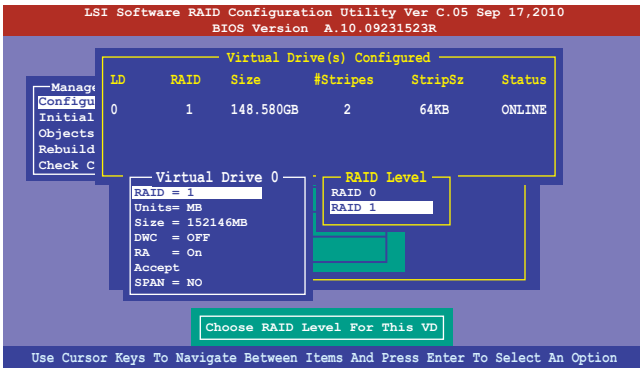 LSI Software RAID Configuration Utility Ver C.05 Sep 17,2010
BIOS Version A.10.09231523R
Virtual Drive(s) Configured
LD RAID Size #Stripes StripSz Status
0 1 148.580GB 2 64KB ONLINE
Manage
Configu
Initial
Objects
Rebuild
Check C
Virtual Drive 0
RAID = 1
Units= MB
Size = 152146MB
DWC = OFF
RA = On
Accept
SPAN = NO
RAID Level
RAID 0
RAID 1
Choose RAID Level For This VD
Use Cursor Keys To Navigate Between Items And Press Enter To Select An Option